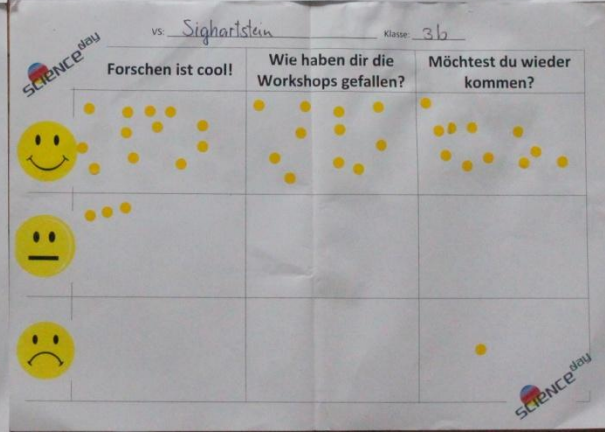 VS: Sighartstein Klasse: 3b
SCIENCE day
Forschen ist cool!
Wie haben dir die
Workshops gefallen?
Möchtest du wieder
kommen?
SCIENCE day